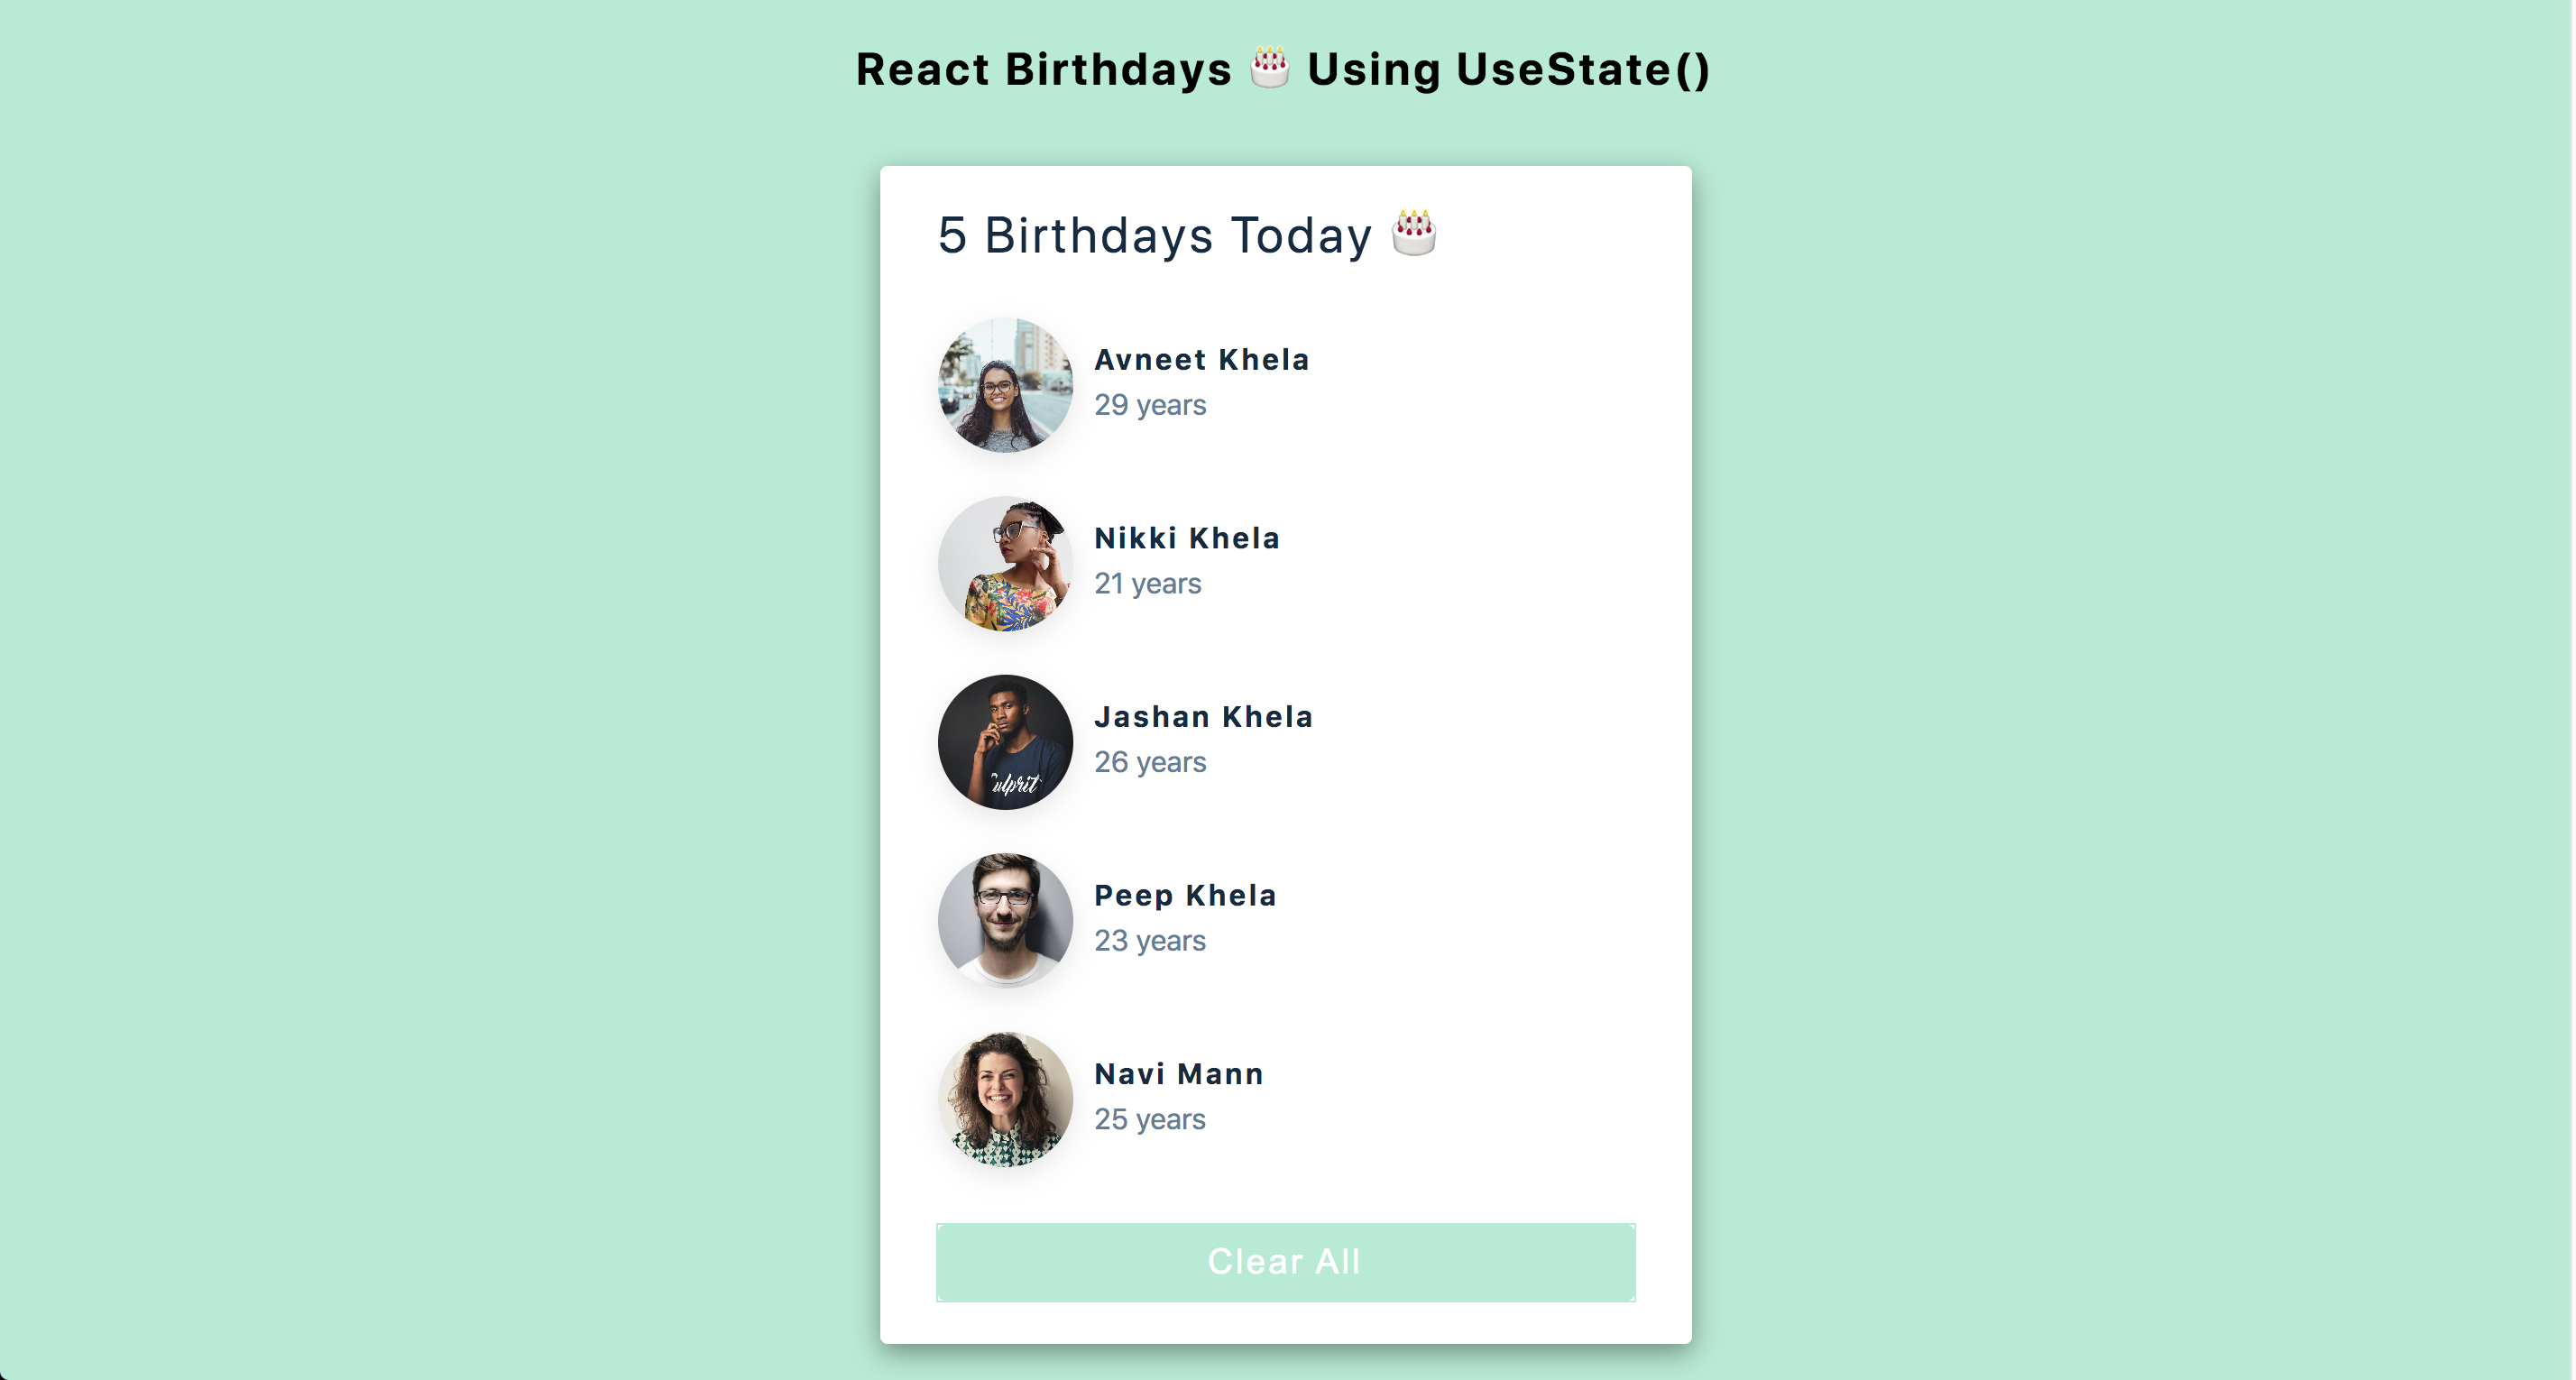 React Birthdays 🎂 Using UseState()
5 Birthdays Today 🎂
Avneet Khela
29 years
Nikki Khela
21 years
Jashan Khela
26 years
ulprit
Peep Khela
23 years
Navi Mann
25 years
Clear All